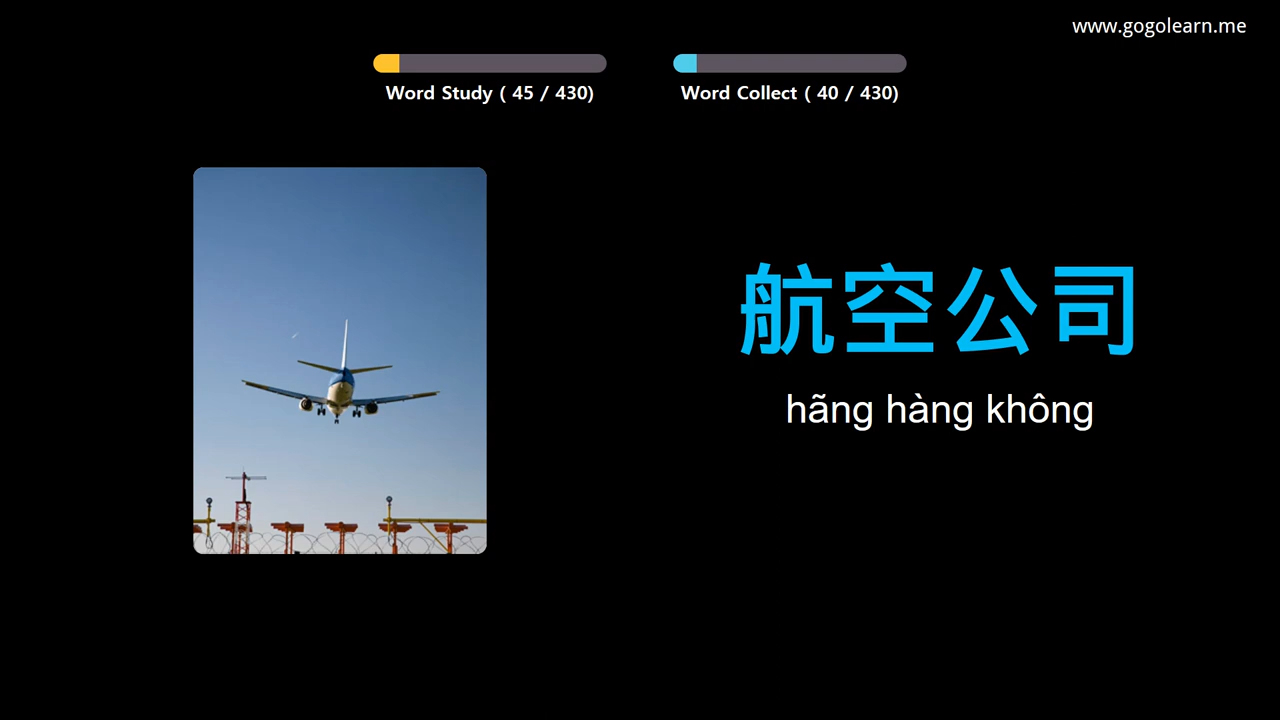 www.gogolearn.me
Word Study ( 45 / 430)
Word Collect ( 40 / 430)
航空公司
hãng hàng không